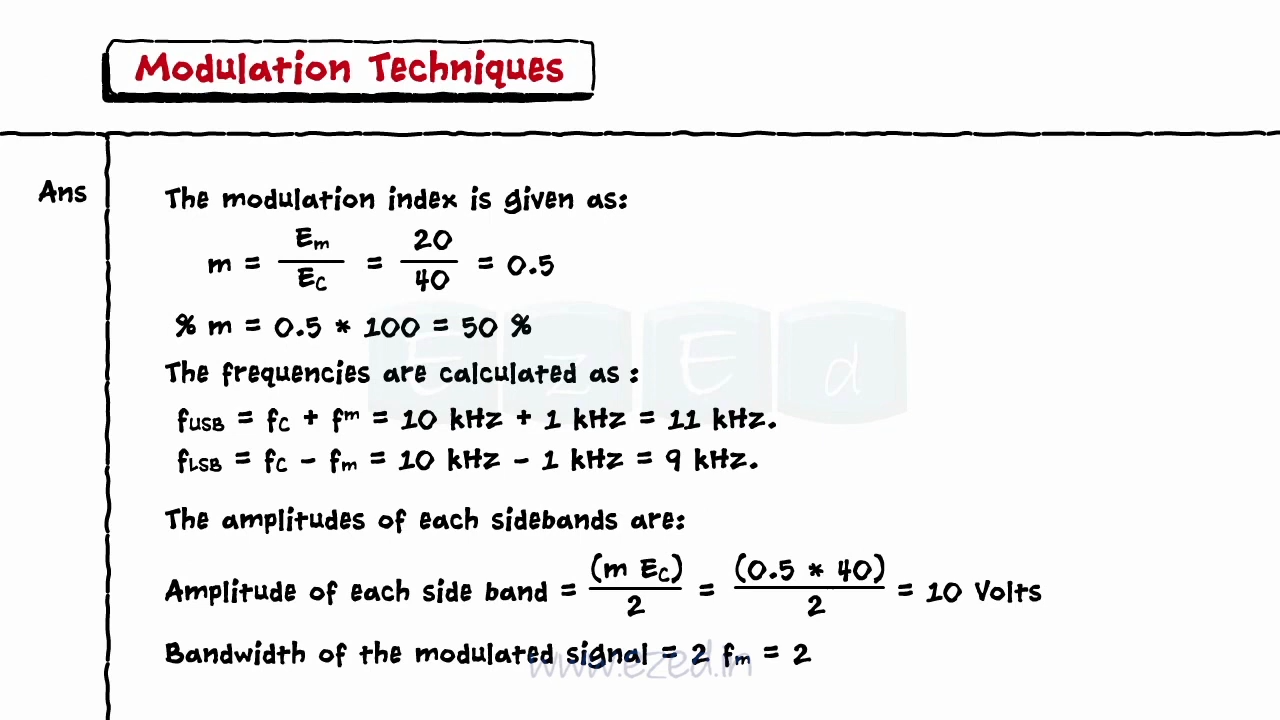 Modulation Techniques
Ans
The modulation index is given as:
m = Em / EC = 20 / 40 = 0.5
% m = 0.5 * 100 = 50 %
The frequencies are calculated as :
fUSB = fC + fm = 10 kHz + 1 kHz = 11 kHz.
fLSB = fC - fm = 10 kHz - 1 kHz = 9 kHz.
The amplitudes of each sidebands are:
Amplitude of each side band = (m EC) / 2 = (0.5 * 40) / 2 = 10 Volts
Bandwidth of the modulated signal = 2 fm = 2
EzEd
www.ezed.in